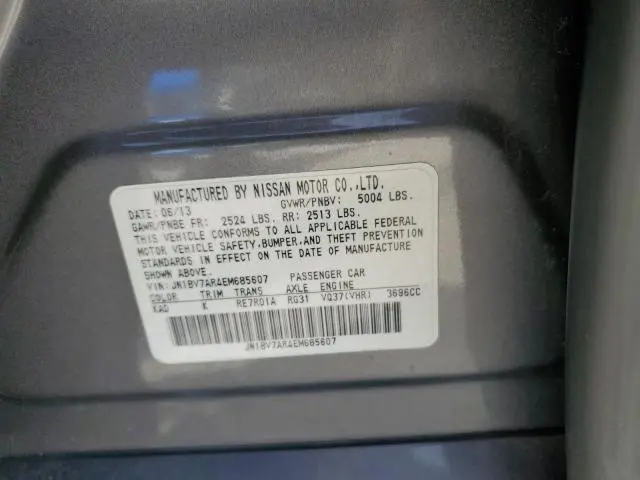 MANUFACTURED BY NISSAN MOTOR CO.,LTD.
DATE: 06/13 GVWR/PNBV: 5004 LBS.
GAWR/PNBE FR: 2524 LBS. RR: 2513 LBS.
THIS VEHICLE CONFORMS TO ALL APPLICABLE FEDERAL
MOTOR VEHICLE SAFETY,BUMPER,AND THEFT PREVENTION
STANDARDS IN EFFECT ON THE DATE OF MANUFACTURE
SHOWN ABOVE.
VIN: JN1BV7AR4EM685607 PASSENGER CAR
COLOR TRIM TRANS AXLE ENGINE
KAD K RE7R01A RG31 VQ37(VHR) 3696CC
JN1BV7AR4EM685607